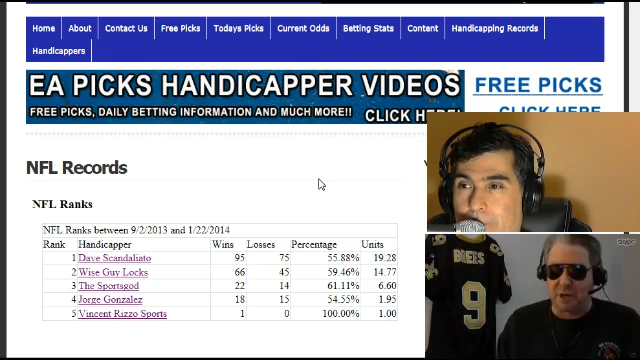 Home About Contact Us Free Picks Todays Picks Current Odds Betting Stats Content Handicapping Records
Handicappers
EA PICKS HANDICAPPER VIDEOS
FREE PICKS, DAILY BETTING INFORMATION AND MUCH MORE!! CLICK HERE!
FREE PICKS
CLICK HERE
NFL Records
NFL Ranks
NFL Ranks between 9/2/2013 and 1/22/2014
Rank Handicapper Wins Losses Percentage Units
1 Dave Scandaliato 95 75 55.88% 19.28
2 Wise Guy Locks 66 45 59.46% 14.77
3 The Sportsgod 22 14 61.11% 6.60
4 Jorge Gonzalez 18 15 54.55% 1.95
5 Vincent Rizzo Sports 1 0 100.00% 1.00
skype
BREES
9